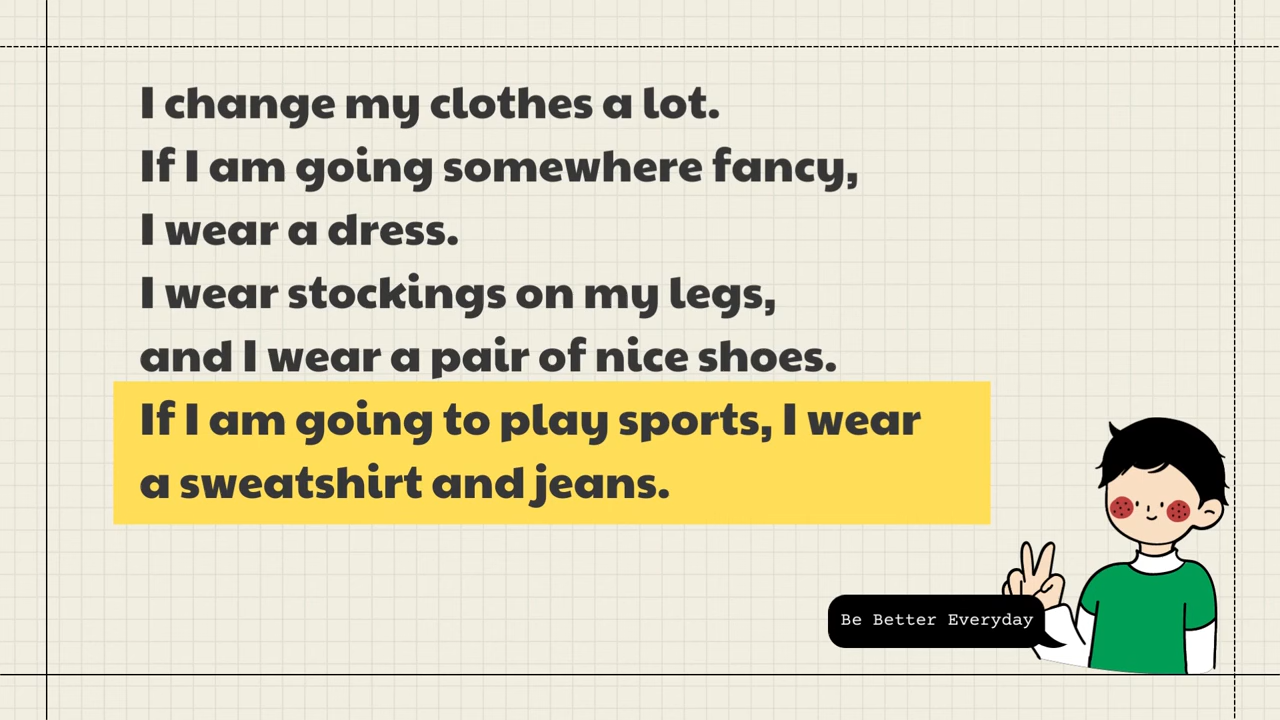 I change my clothes a lot.
If I am going somewhere fancy,
I wear a dress.
I wear stockings on my legs,
and I wear a pair of nice shoes.
If I am going to play sports, I wear
a sweatshirt and jeans.
Be Better Everyday